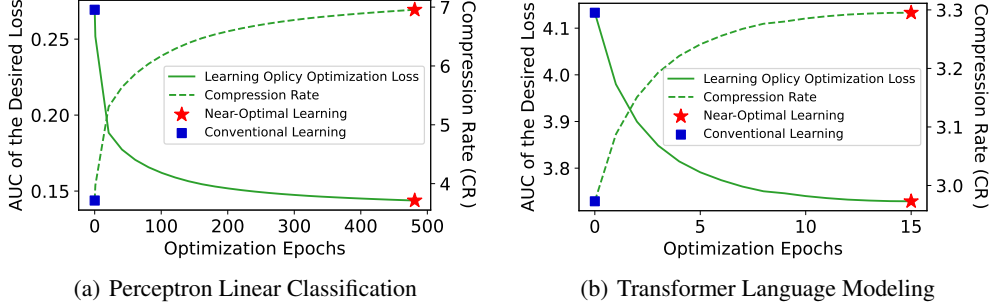 AUC of the Desired Loss
0.25
0.20
0.15
7
6
5
4
Compression Rate (CR)
Learning Oplicy Optimization Loss
Compression Rate
Near-Optimal Learning
Conventional Learning
0 100 200 300 400 500
Optimization Epochs
(a) Perceptron Linear Classification
AUC of the Desired Loss
4.1
4.0
3.9
3.8
3.3
3.2
3.1
3.0
Compression Rate (CR)
Learning Oplicy Optimization Loss
Compression Rate
Near-Optimal Learning
Conventional Learning
0 5 10 15
Optimization Epochs
(b) Transformer Language Modeling